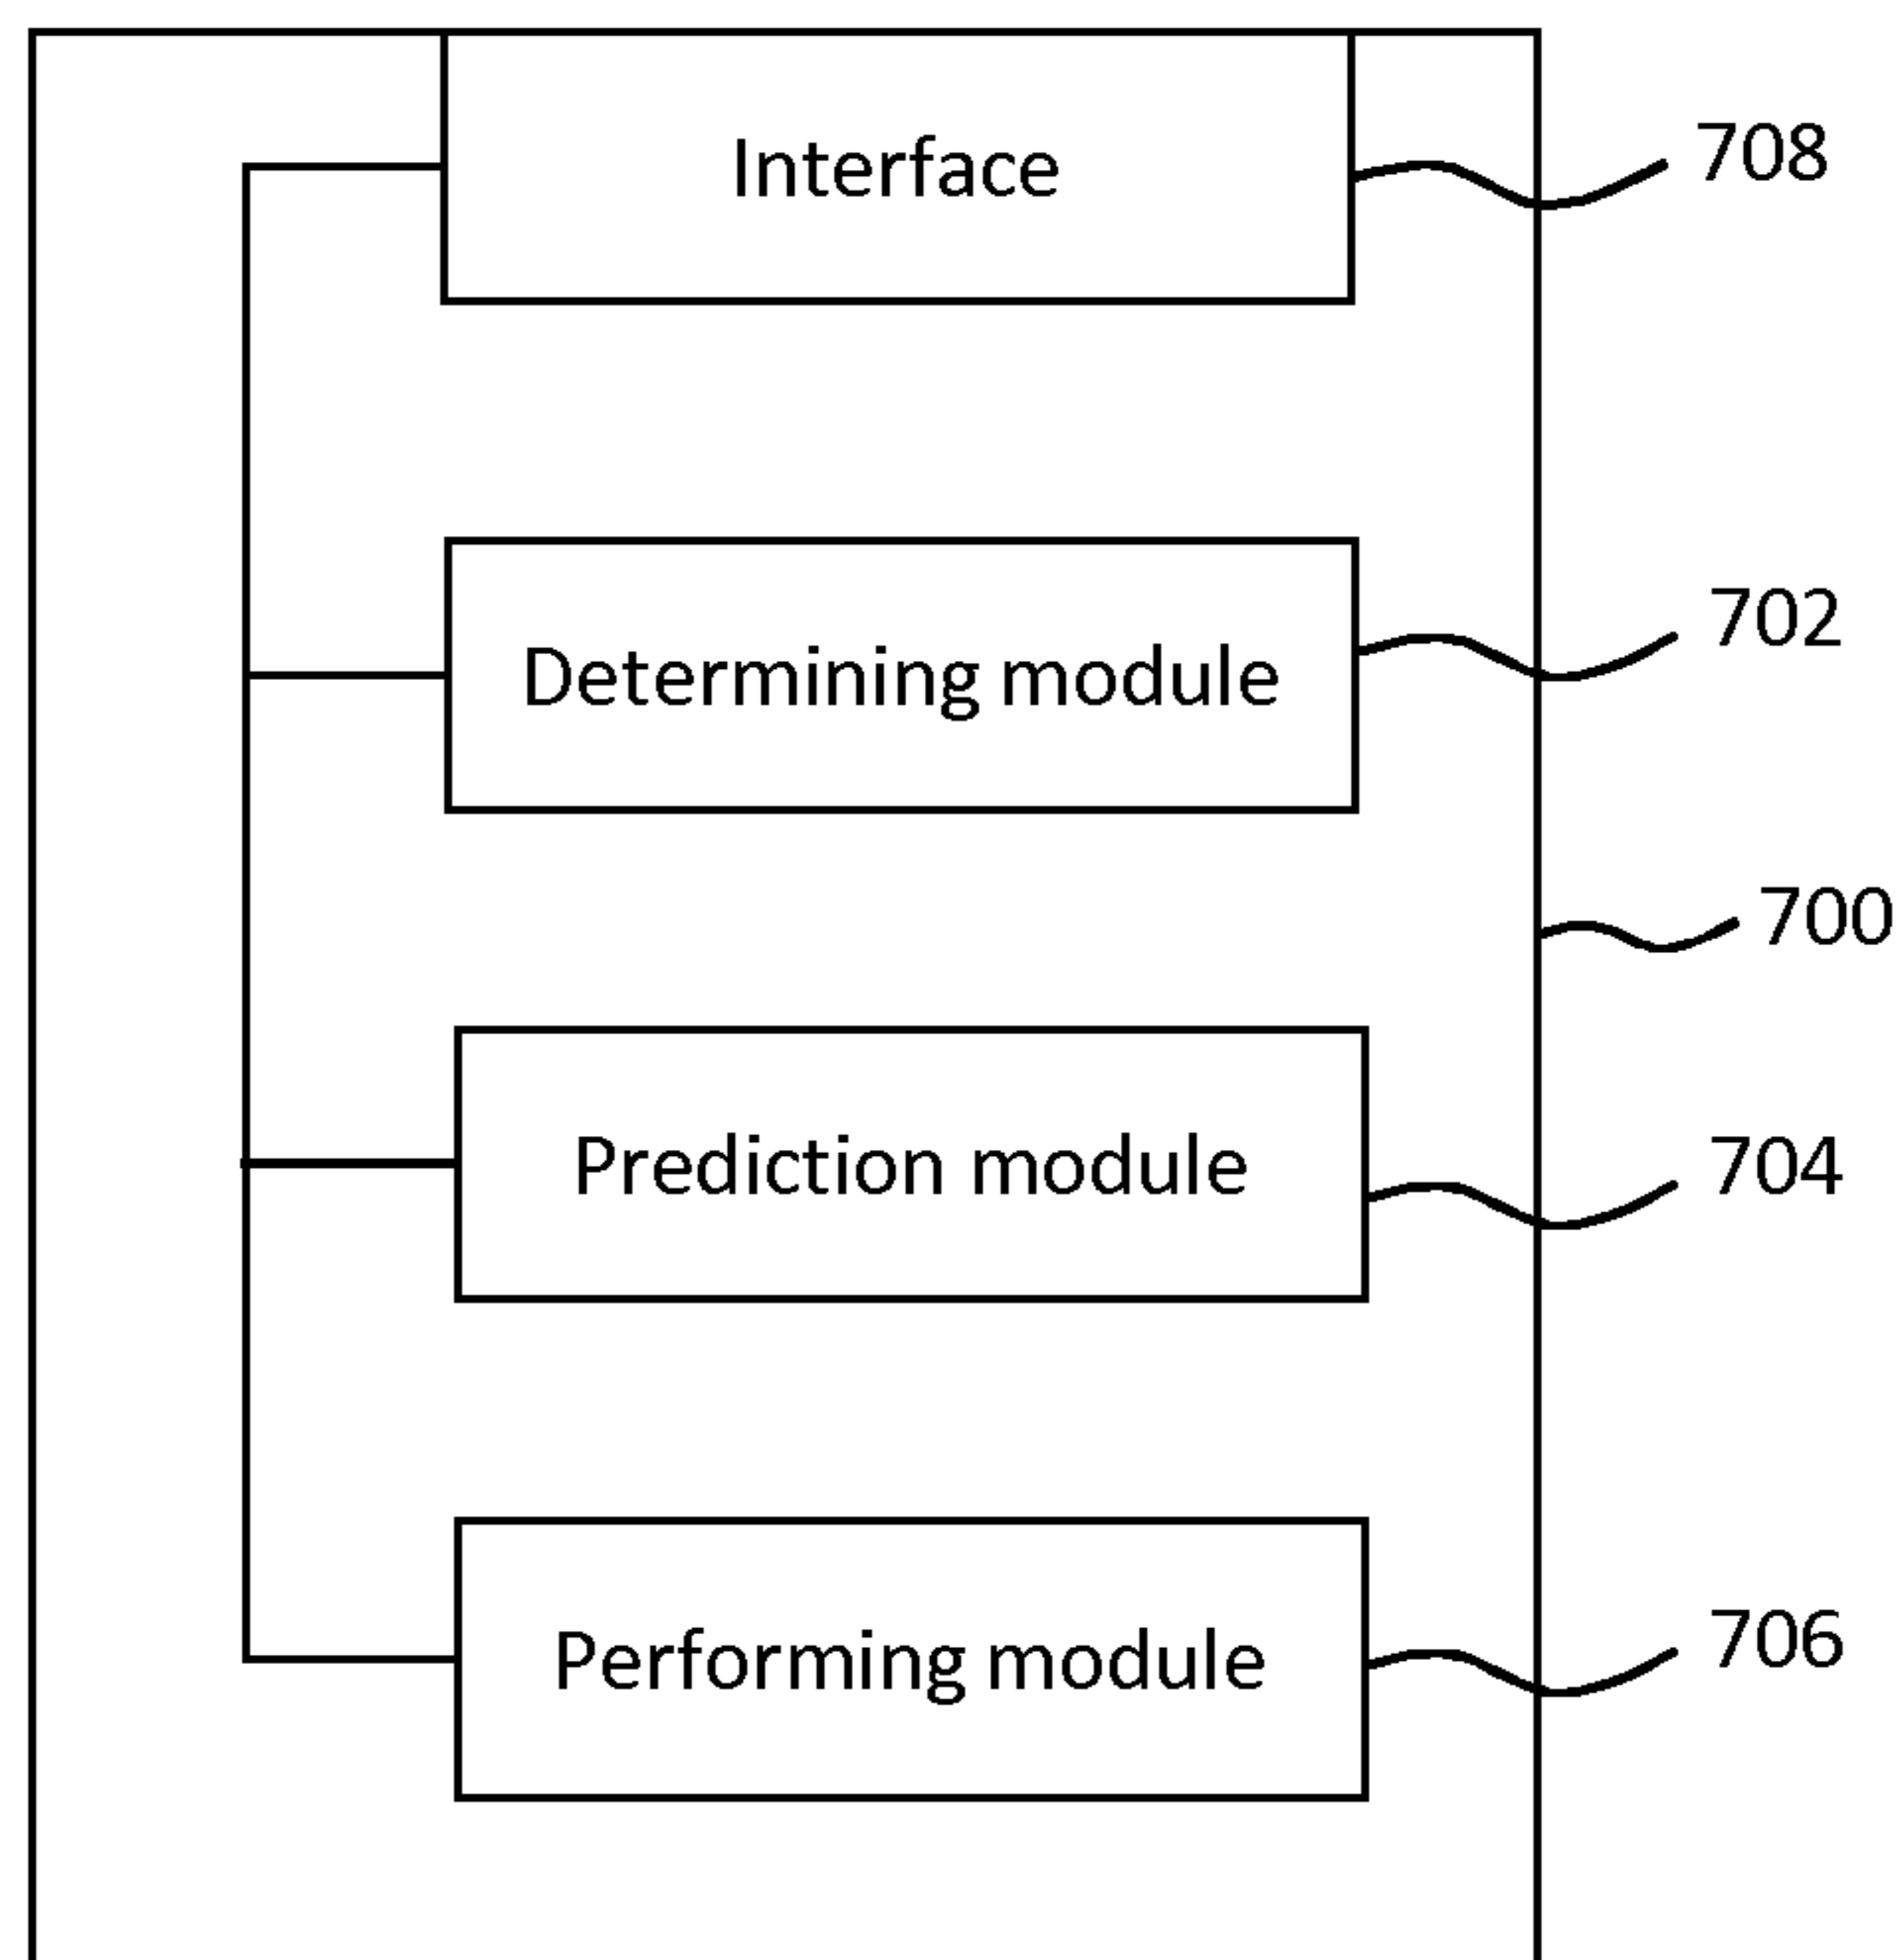 Interface
708
Determining module
702
700
Prediction module
704
Performing module
706